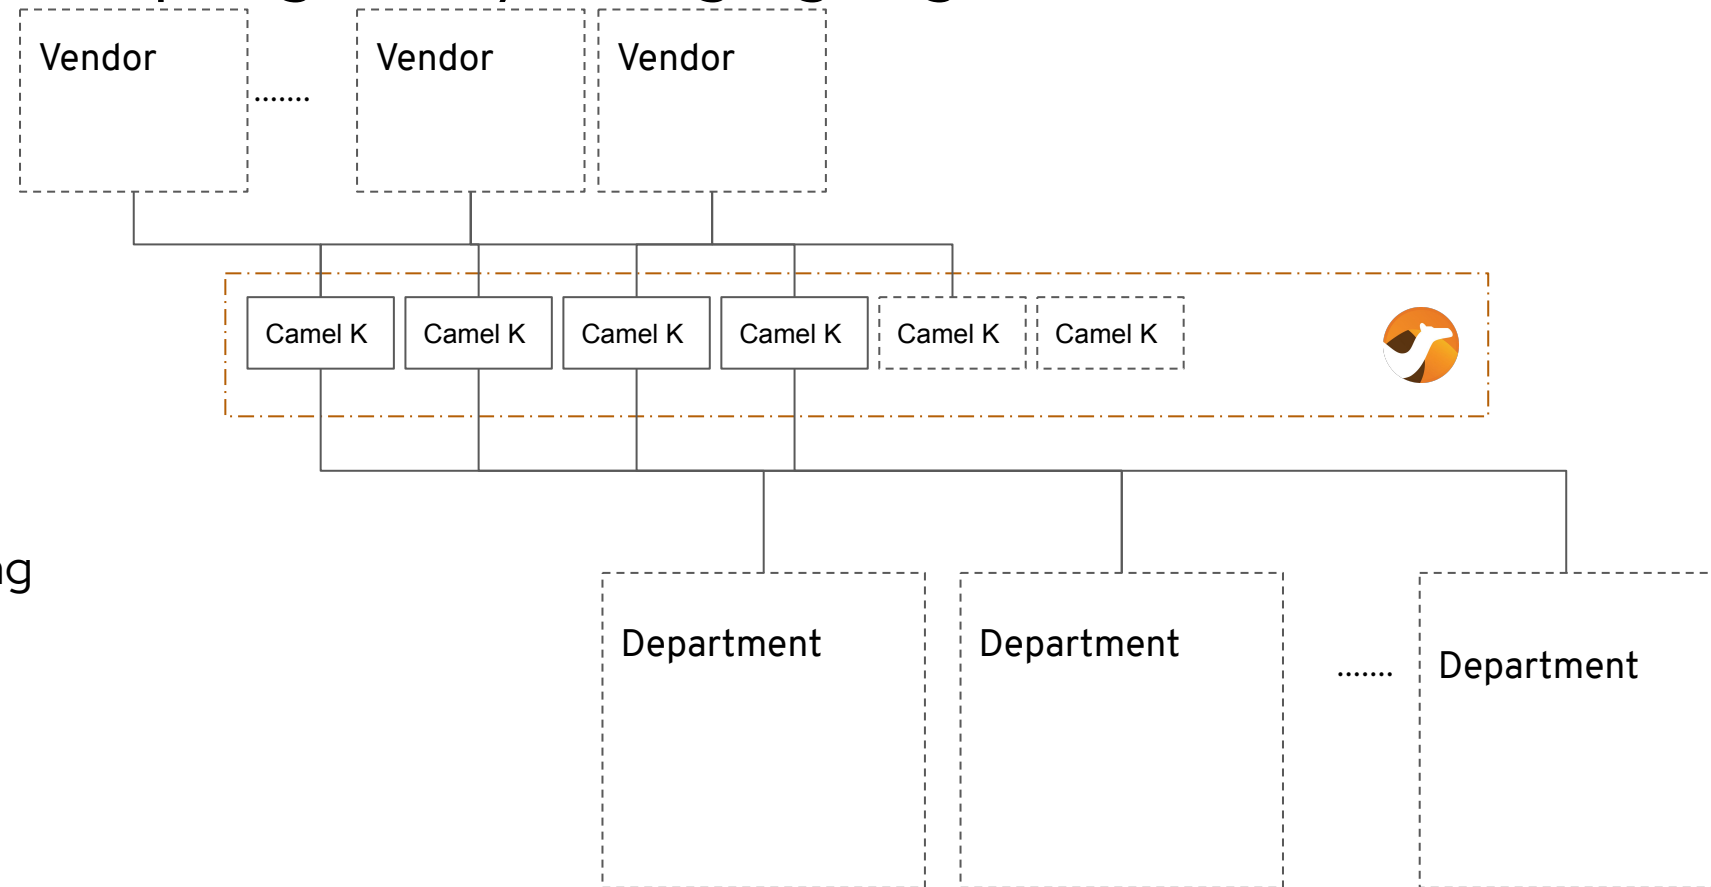 Vendor
.......
Vendor
Vendor
Camel K
Camel K
Camel K
Camel K
Camel K
Camel K
Department
Department
.......
Department